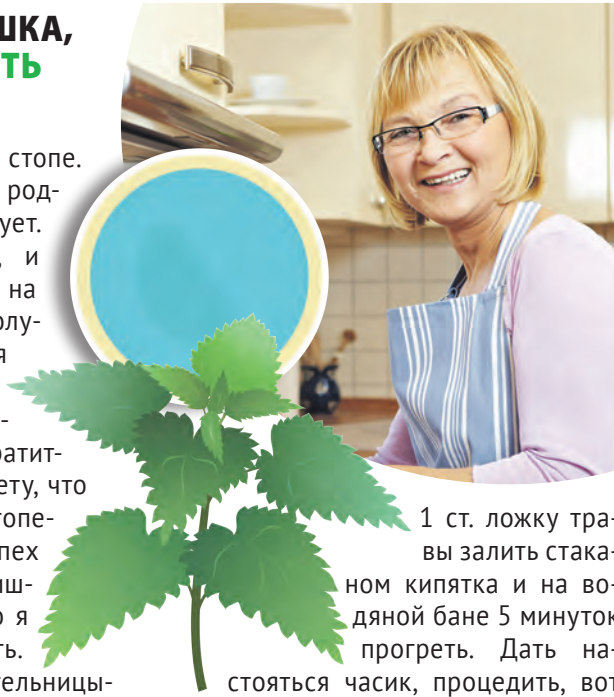 ШКА,
ТЬ
стопе.
род-
ует.
и
на
олу-
я
-
ратит-
ету, что
топе-
пех
иш-
о я
ть.
тельницы-
1 ст. ложку тра-
вы залить стака-
ном кипятка и на во-
дяной бане 5 минуток
прогреть. Дать на-
стояться часик, процедить, вот